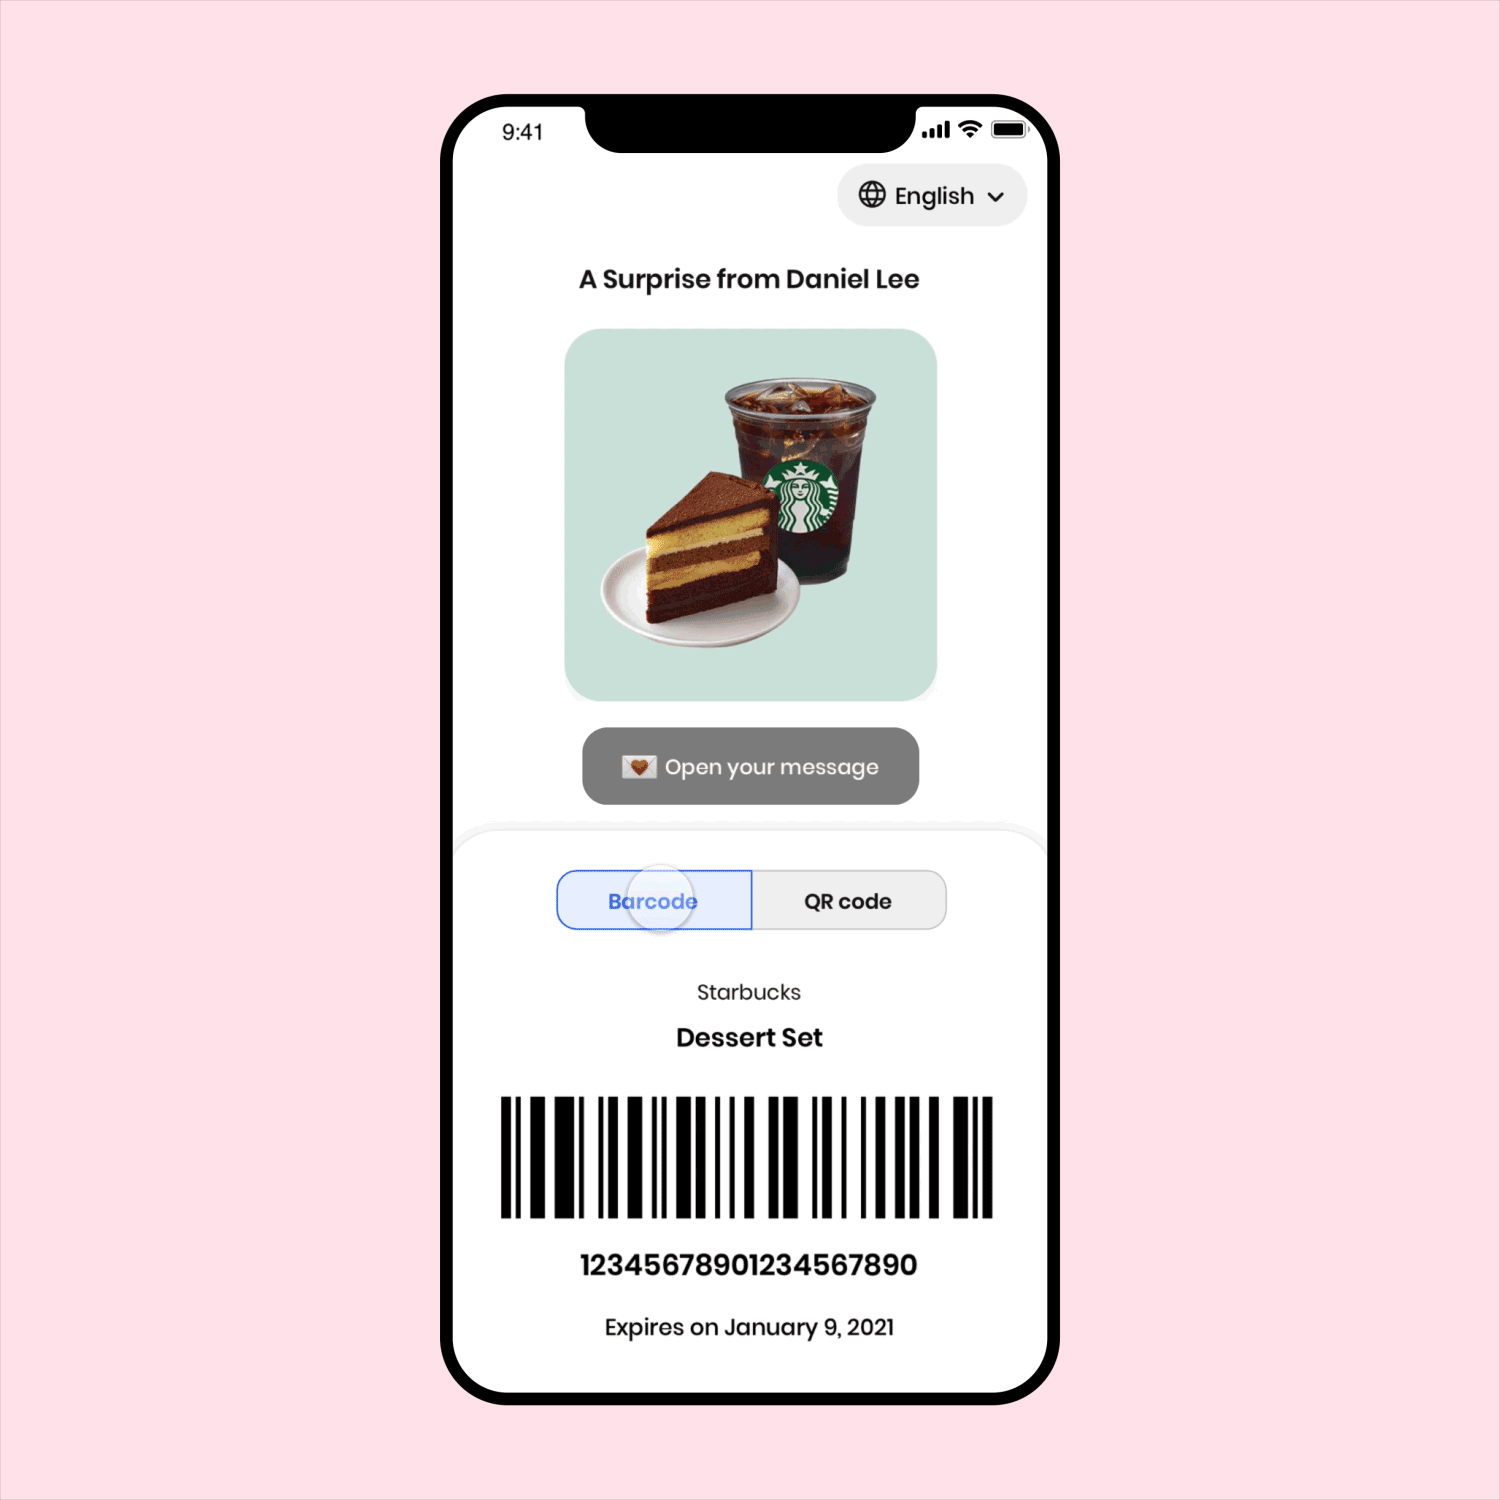 9:41
English
A Surprise from Daniel Lee
Open your message
Barcode
QR code
Starbucks
Dessert Set
12345678901234567890
Expires on January 9, 2021